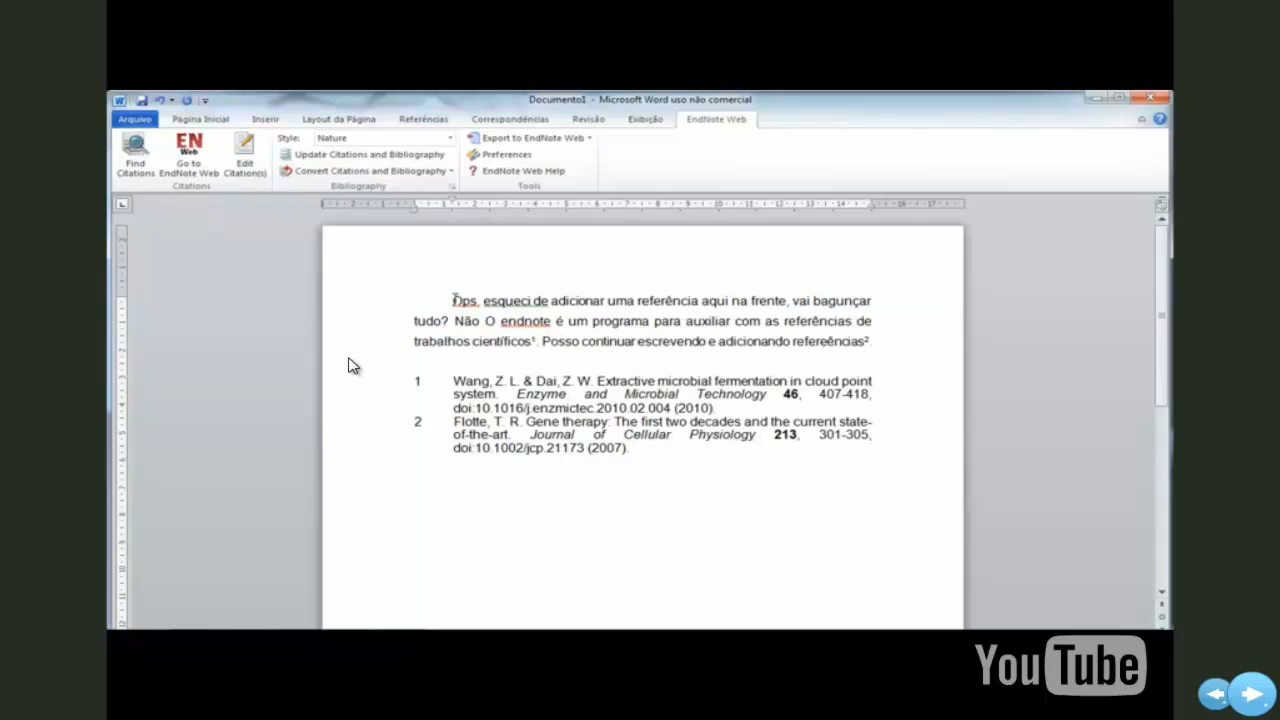 Documento1 - Microsoft Word uso não comercial
Arquivo Página Inicial Inserir Layout da Página Referências Correspondências Revisão Exibição EndNote Web
Find Citations
EN Web
Go to EndNote Web
Edit Citation(s)
Citations
Style: Nature
Update Citations and Bibliography
Convert Citations and Bibliography
Bibliography
Export to EndNote Web
Preferences
EndNote Web Help
Tools
Ops, esqueci de adicionar uma referência aqui na frente, vai bagunçar
tudo? Não O endnote é um programa para auxiliar com as referências de
trabalhos científicos¹. Posso continuar escrevendo e adicionando refereências².
1 Wang, Z. L. & Dai, Z. W. Extractive microbial fermentation in cloud point
system. Enzyme and Microbial Technology 46, 407-418,
doi:10.1016/j.enzmictec.2010.02.004 (2010).
2 Flotte, T. R. Gene therapy: The first two decades and the current state-
of-the-art. Journal of Cellular Physiology 213, 301-305,
doi:10.1002/jcp.21173 (2007).
YouTube